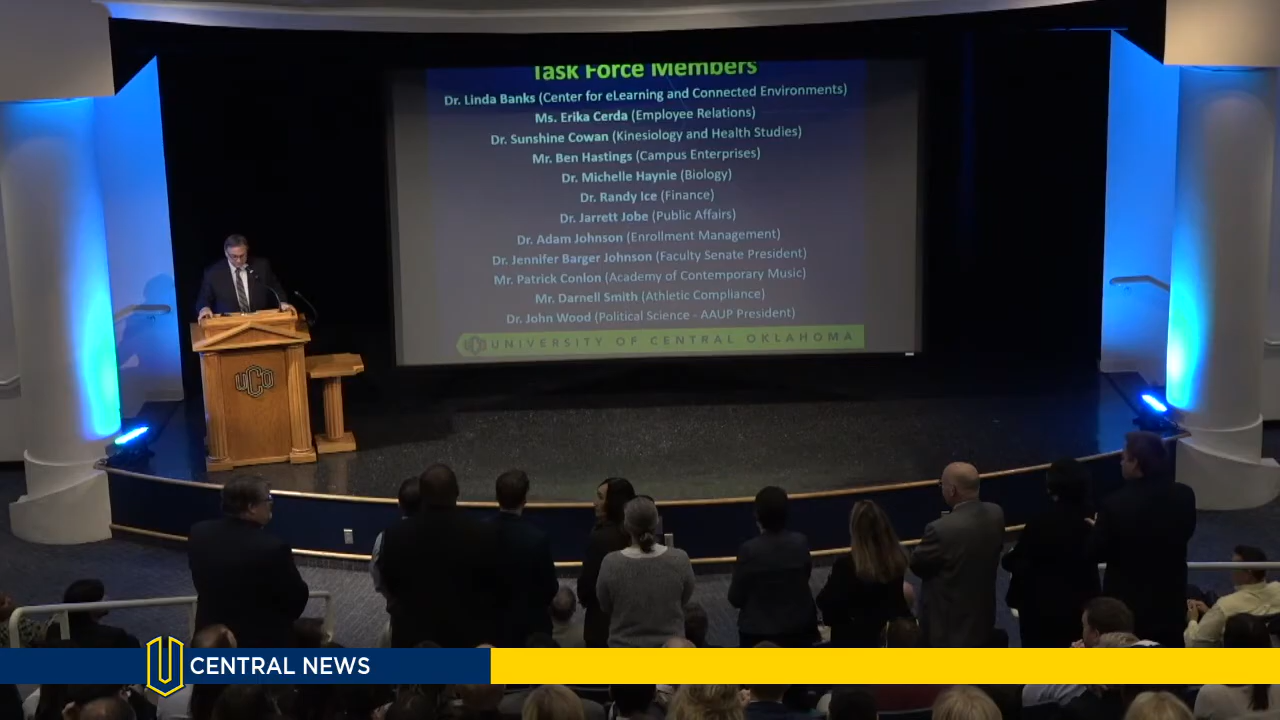 Task Force Members
Dr. Linda Banks (Center for eLearning and Connected Environments)
Ms. Erika Cerda (Employee Relations)
Dr. Sunshine Cowan (Kinesiology and Health Studies)
Mr. Ben Hastings (Campus Enterprises)
Dr. Michelle Haynie (Biology)
Dr. Randy Ice (Finance)
Dr. Jarrett Jobe (Public Affairs)
Dr. Adam Johnson (Enrollment Management)
Dr. Jennifer Barger Johnson (Faculty Senate President)
Mr. Patrick Conlon (Academy of Contemporary Music)
Mr. Darnell Smith (Athletic Compliance)
Dr. John Wood (Political Science - AAUP President)
UNIVERSITY OF CENTRAL OKLAHOMA
UCO
CENTRAL NEWS